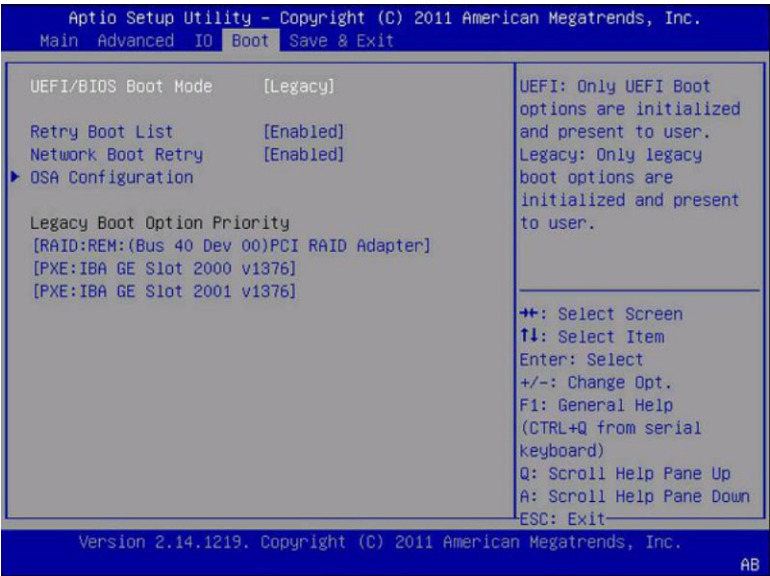 Aptio Setup Utility – Copyright (C) 2011 American Megatrends, Inc.
Main Advanced IO Boot Save & Exit
UEFI/BIOS Boot Mode [Legacy]
Retry Boot List [Enabled]
Network Boot Retry [Enabled]
▶ OSA Configuration
Legacy Boot Option Priority
[RAID:REM:(Bus 40 Dev 00)PCI RAID Adapter]
[PXE:IBA GE Slot 2000 v1376]
[PXE:IBA GE Slot 2001 v1376]
UEFI: Only UEFI Boot
options are initialized
and present to user.
Legacy: Only legacy
boot options are
initialized and present
to user.
→←: Select Screen
↑↓: Select Item
Enter: Select
+/-: Change Opt.
F1: General Help
(CTRL+Q from serial
keyboard)
Q: Scroll Help Pane Up
A: Scroll Help Pane Down
ESC: Exit
Version 2.14.1219. Copyright (C) 2011 American Megatrends, Inc.
AB